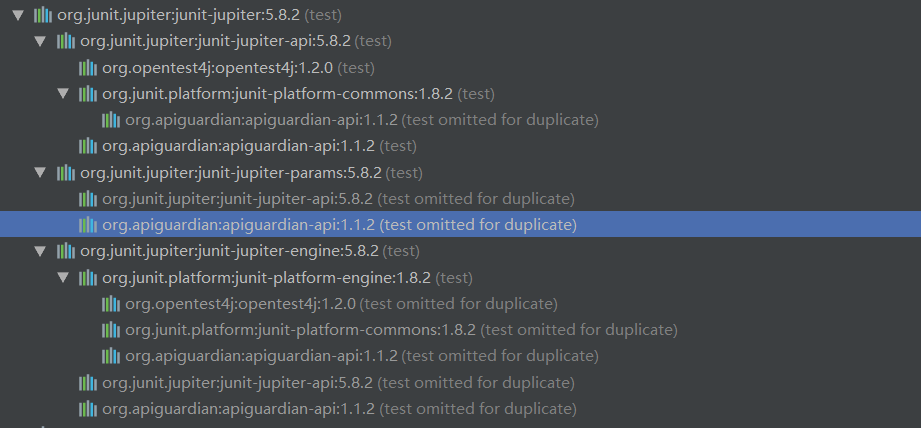 org.junit.jupiter:junit-jupiter:5.8.2 (test)
org.junit.jupiter:junit-jupiter-api:5.8.2 (test)
org.opentest4j:opentest4j:1.2.0 (test)
org.junit.platform:junit-platform-commons:1.8.2 (test)
org.apiguardian:apiguardian-api:1.1.2 (test omitted for duplicate)
org.apiguardian:apiguardian-api:1.1.2 (test)
org.junit.jupiter:junit-jupiter-params:5.8.2 (test)
org.junit.jupiter:junit-jupiter-api:5.8.2 (test omitted for duplicate)
org.apiguardian:apiguardian-api:1.1.2 (test omitted for duplicate)
org.junit.jupiter:junit-jupiter-engine:5.8.2 (test)
org.junit.platform:junit-platform-engine:1.8.2 (test)
org.opentest4j:opentest4j:1.2.0 (test omitted for duplicate)
org.junit.platform:junit-platform-commons:1.8.2 (test omitted for duplicate)
org.apiguardian:apiguardian-api:1.1.2 (test omitted for duplicate)
org.junit.jupiter:junit-jupiter-api:5.8.2 (test omitted for duplicate)
org.apiguardian:apiguardian-api:1.1.2 (test omitted for duplicate)